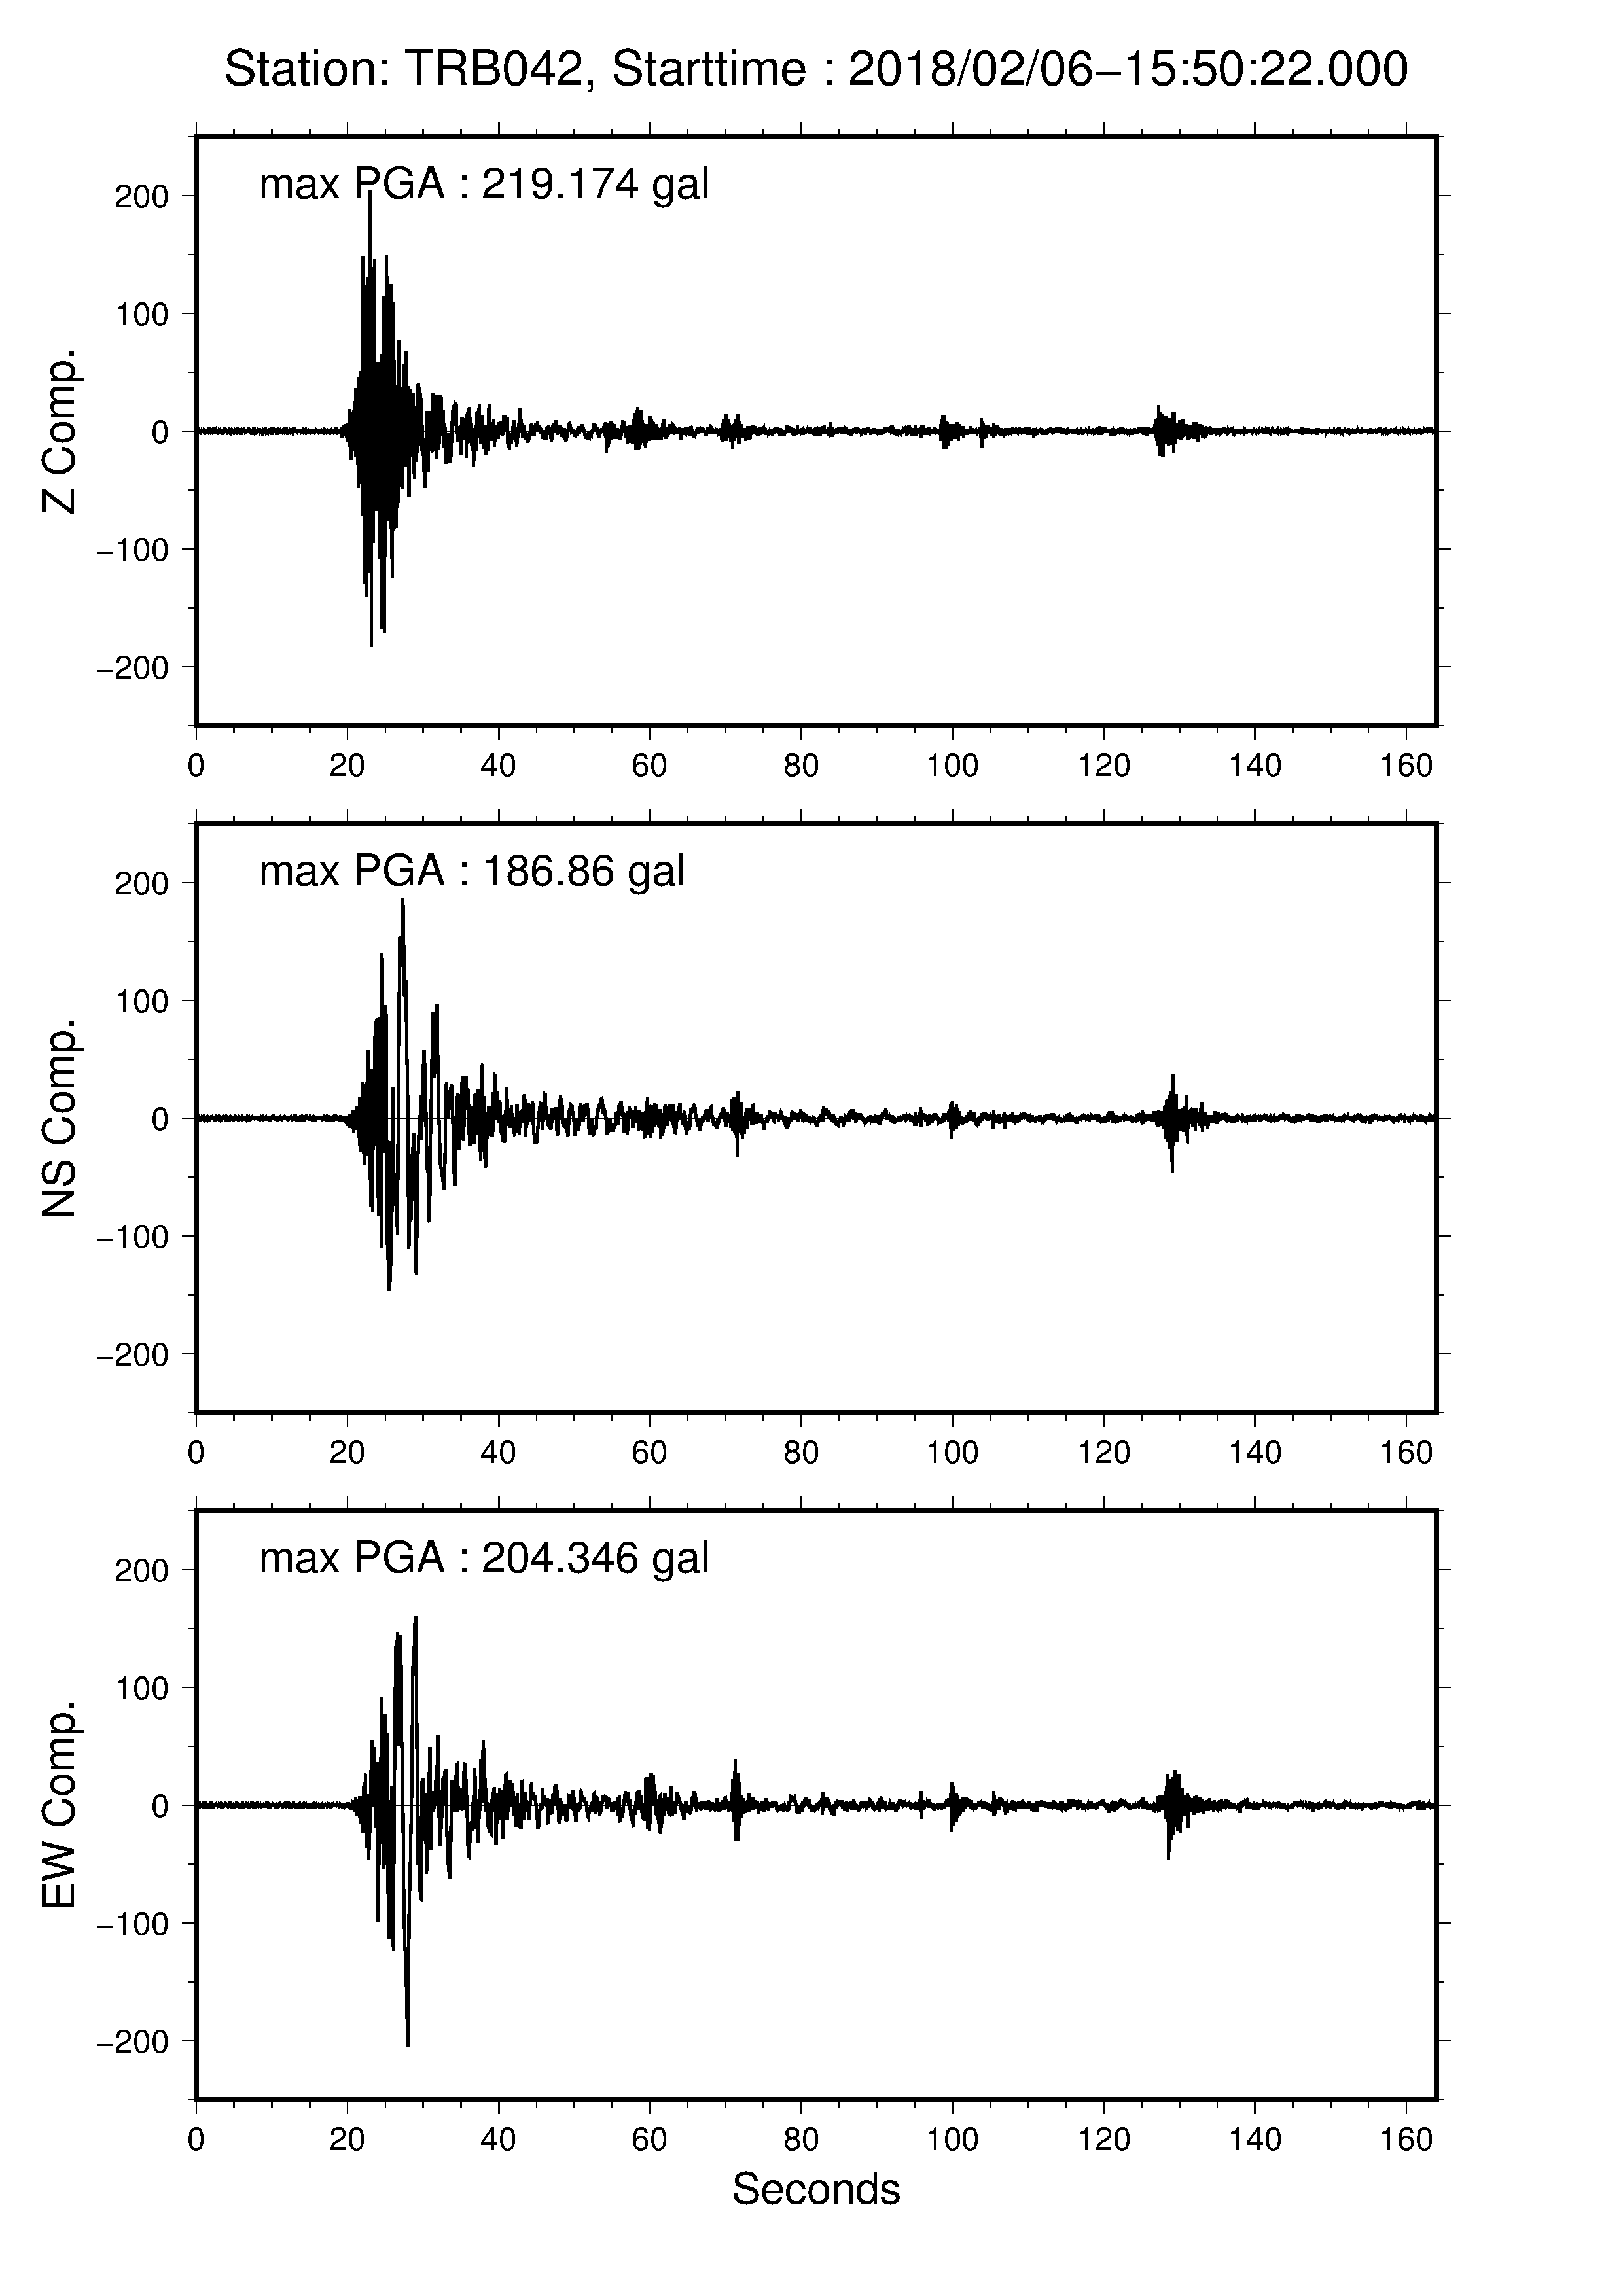 Station: TRB042, Starttime : 2018/02/06−15:50:22.000
max PGA : 219.174 gal
200
100
0
−100
−200
Z Comp.
0 20 40 60 80 100 120 140 160
max PGA : 186.86 gal
200
100
0
−100
−200
NS Comp.
0 20 40 60 80 100 120 140 160
max PGA : 204.346 gal
200
100
0
−100
−200
EW Comp.
0 20 40 60 80 100 120 140 160
Seconds